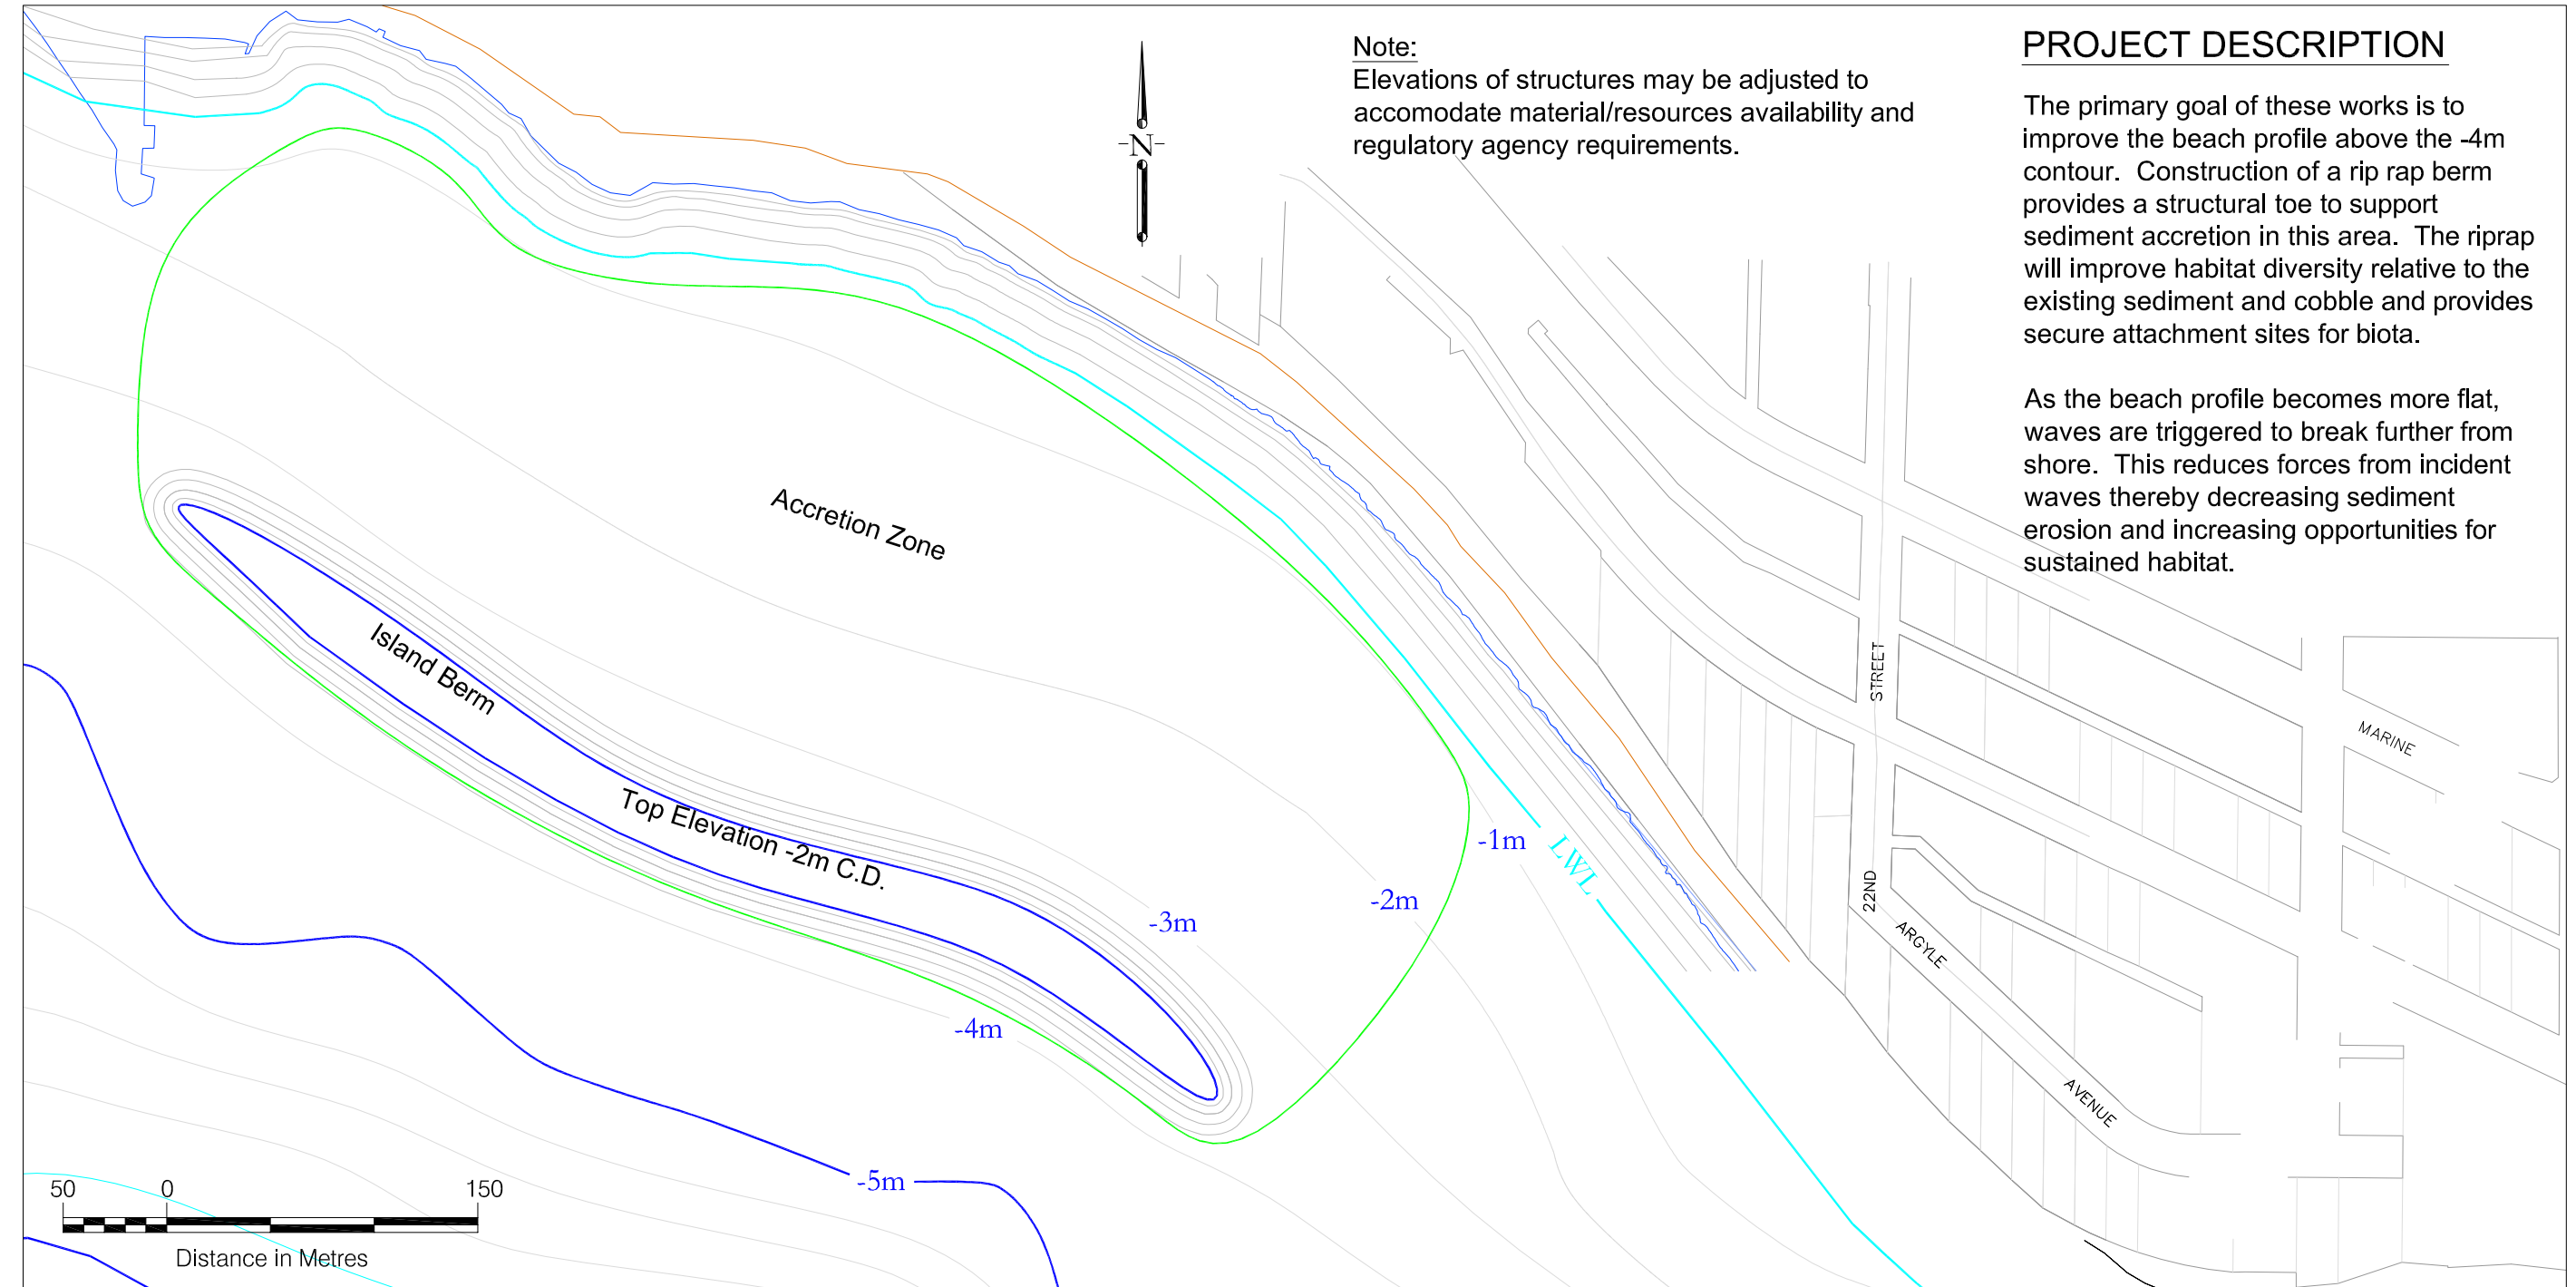 Note:
Elevations of structures may be adjusted to
accomodate material/resources availability and
regulatory agency requirements.
-N-
PROJECT DESCRIPTION
The primary goal of these works is to
improve the beach profile above the -4m
contour.  Construction of a rip rap berm
provides a structural toe to support
sediment accretion in this area.  The riprap
will improve habitat diversity relative to the
existing sediment and cobble and provides
secure attachment sites for biota.
As the beach profile becomes more flat,
waves are triggered to break further from
shore.  This reduces forces from incident
waves thereby decreasing sediment
erosion and increasing opportunities for
sustained habitat.
Accretion Zone
Island Berm
Top Elevation -2m C.D.
-1m
LWL
-2m
-3m
-4m
-5m
STREET
22ND
MARINE
ARGYLE
AVENUE
50 0 150
Distance in Metres